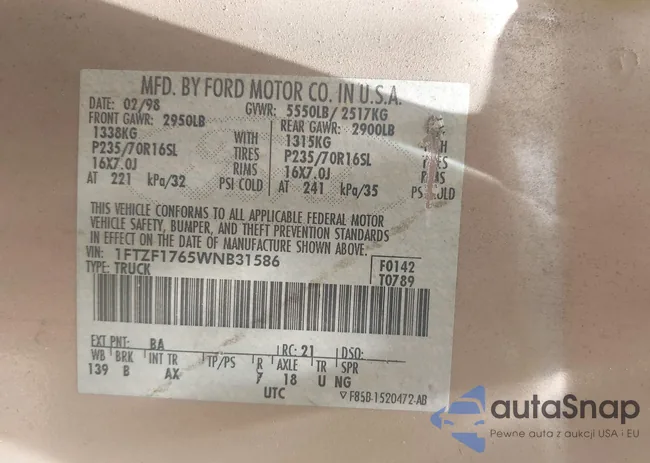 MFD. BY FORD MOTOR CO. IN U.S.A.
DATE: 02/98 GVWR: 5550LB/ 2517KG
FRONT GAWR: 2950LB REAR GAWR: 2900LB
1338KG WITH 1315KG
P235/70R16SL TIRES P235/70R16SL TIRES
16X7.0J RIMS 16X7.0J RIMS
AT 221 kPa/32 PSI COLD AT 241 kPa/35 PSI COLD
THIS VEHICLE CONFORMS TO ALL APPLICABLE FEDERAL MOTOR
VEHICLE SAFETY, BUMPER, AND THEFT PREVENTION STANDARDS
IN EFFECT ON THE DATE OF MANUFACTURE SHOWN ABOVE.
VIN: 1FTZF1765WNB31586 F0142
TYPE: TRUCK T0789
EXT PNT: BA RC: 21 DSO:
WB BRK INT TR TP/PS R AXLE TR SPR
139 B AX 7 18 U NG
UTC F85B-1520472-AB
autaSnap
Pewne auta z aukcji USA i EU